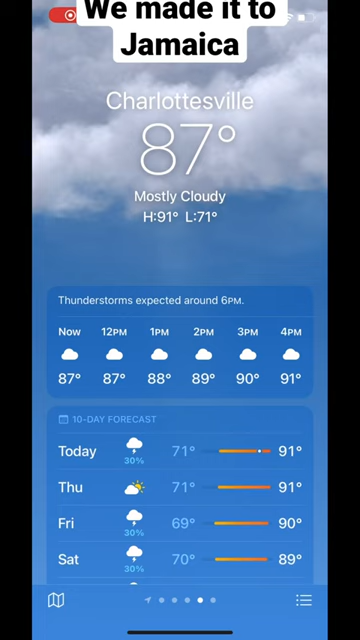 We made it to
Jamaica
Charlottesville
87°
Mostly Cloudy
H:91° L:71°
Thunderstorms expected around 6PM.
Now 12PM 1PM 2PM 3PM 4PM
87° 87° 88° 89° 90° 91°
10-DAY FORECAST
Today 30% 71° 91°
Thu 71° 91°
Fri 30% 69° 90°
Sat 30% 70° 89°